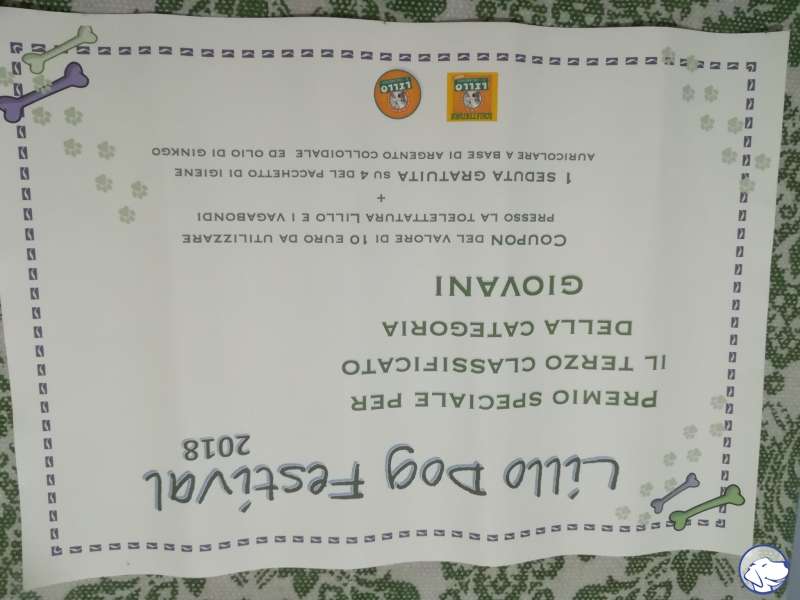 Lillo Dog Festival
2018
PREMIO SPECIALE PER
IL TERZO CLASSIFICATO
DELLA CATEGORIA
GIOVANI
COUPON DEL VALORE DI 10 EURO DA UTILIZZARE
PRESSO LA TOELETTATURA LILLO E I VAGABONDI
+
1 SEDUTA GRATUITA SU 4 DEL PACCHETTO DI IGIENE
AURICOLARE A BASE DI ARGENTO COLLOIDALE ED OLIO DI GINKGO
LILLO
LILLO